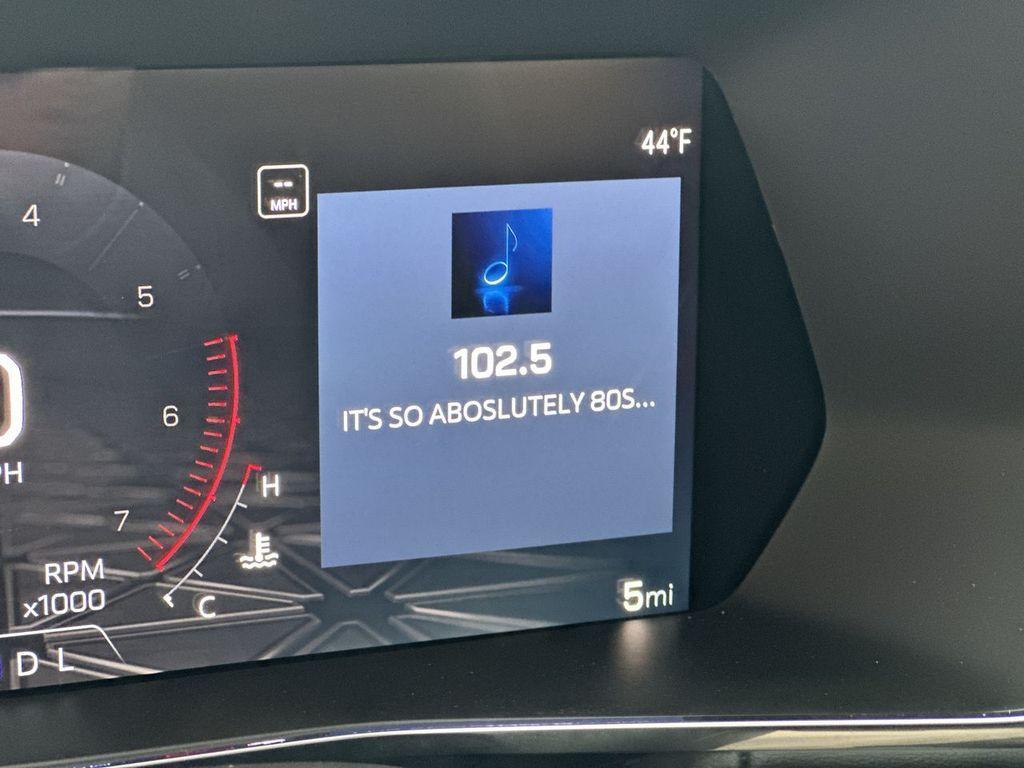 44°F
--
MPH
4
5
6
7
102.5
IT'S SO ABOSLUTELY 80S...
H
C
RPM
x1000
5mi
D L